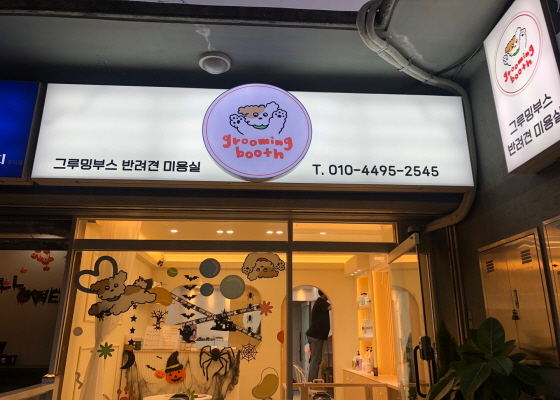 grooming
booth
그루밍부스 반려견 미용실
T. 010-4495-2545
grooming
booth
그루밍부스
반려견 미용실